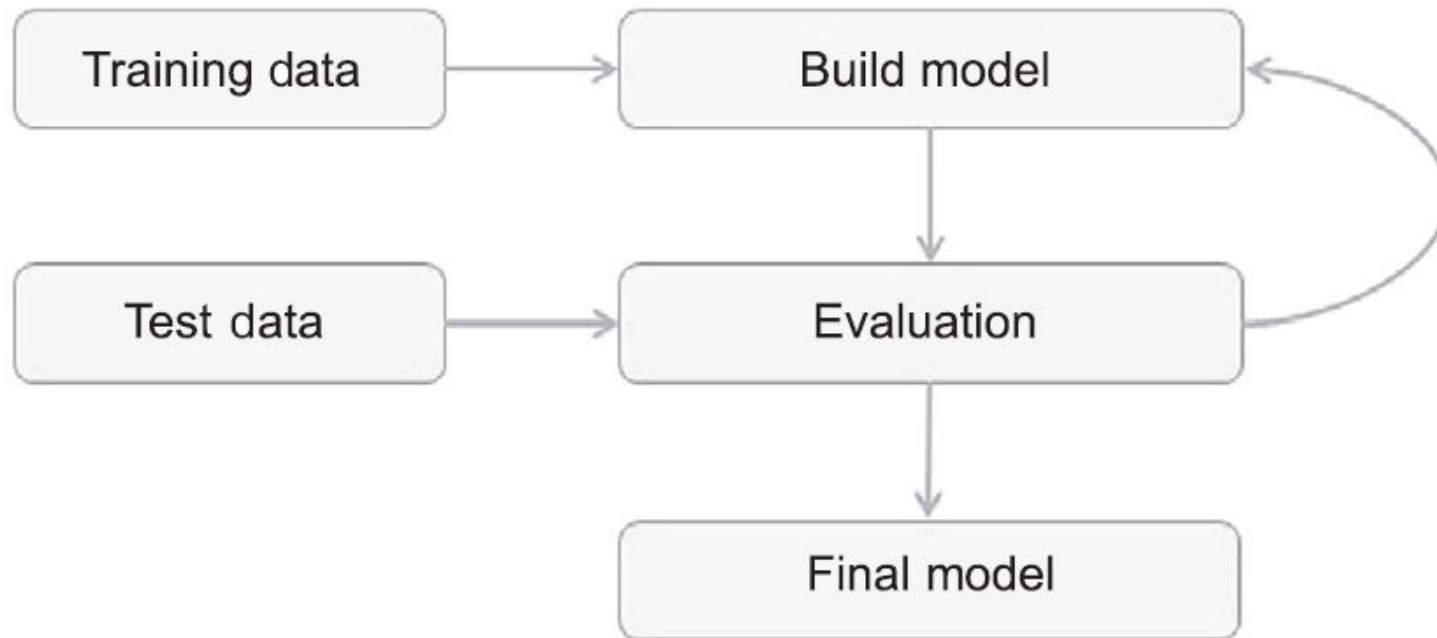 Training data
Build model
Test data
Evaluation
Final model